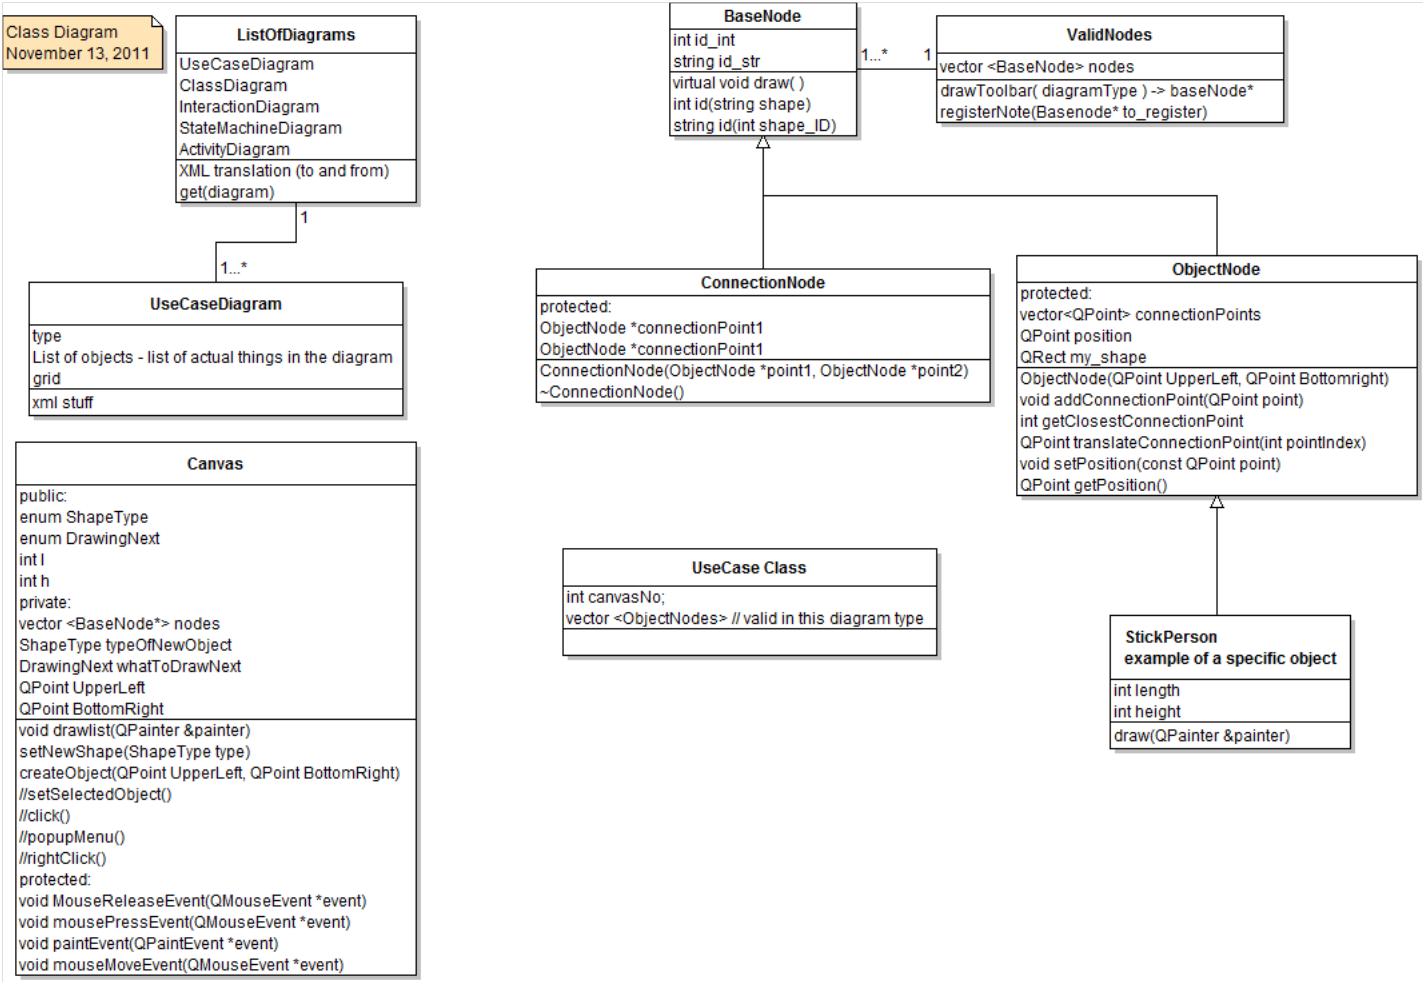 Class Diagram
November 13, 2011
ListOfDiagrams
UseCaseDiagram
ClassDiagram
InteractionDiagram
StateMachineDiagram
ActivityDiagram
XML translation (to and from)
get(diagram)
1
1...*
UseCaseDiagram
type
List of objects - list of actual things in the diagram
grid
xml stuff
Canvas
public:
enum ShapeType
enum DrawingNext
int l
int h
private:
vector <BaseNode*> nodes
ShapeType typeOfNewObject
DrawingNext whatToDrawNext
QPoint UpperLeft
QPoint BottomRight
void drawlist(QPainter &painter)
setNewShape(ShapeType type)
createObject(QPoint UpperLeft, QPoint BottomRight)
//setSelectedObject()
//click()
//popupMenu()
//rightClick()
protected:
void MouseReleaseEvent(QMouseEvent *event)
void mousePressEvent(QMouseEvent *event)
void paintEvent(QPaintEvent *event)
void mouseMoveEvent(QMouseEvent *event)
BaseNode
int id_int
string id_str
virtual void draw( )
int id(string shape)
string id(int shape_ID)
1...*
1
ValidNodes
vector <BaseNode> nodes
drawToolbar( diagramType ) -> baseNode*
registerNote(Basenode* to_register)
ConnectionNode
protected:
ObjectNode *connectionPoint1
ObjectNode *connectionPoint1
ConnectionNode(ObjectNode *point1, ObjectNode *point2)
~ConnectionNode()
ObjectNode
protected:
vector<QPoint> connectionPoints
QPoint position
QRect my_shape
ObjectNode(QPoint UpperLeft, QPoint Bottomright)
void addConnectionPoint(QPoint point)
int getClosestConnectionPoint
QPoint translateConnectionPoint(int pointIndex)
void setPosition(const QPoint point)
QPoint getPosition()
UseCase Class
int canvasNo;
vector <ObjectNodes> // valid in this diagram type
StickPerson
example of a specific object
int length
int height
draw(QPainter &painter)